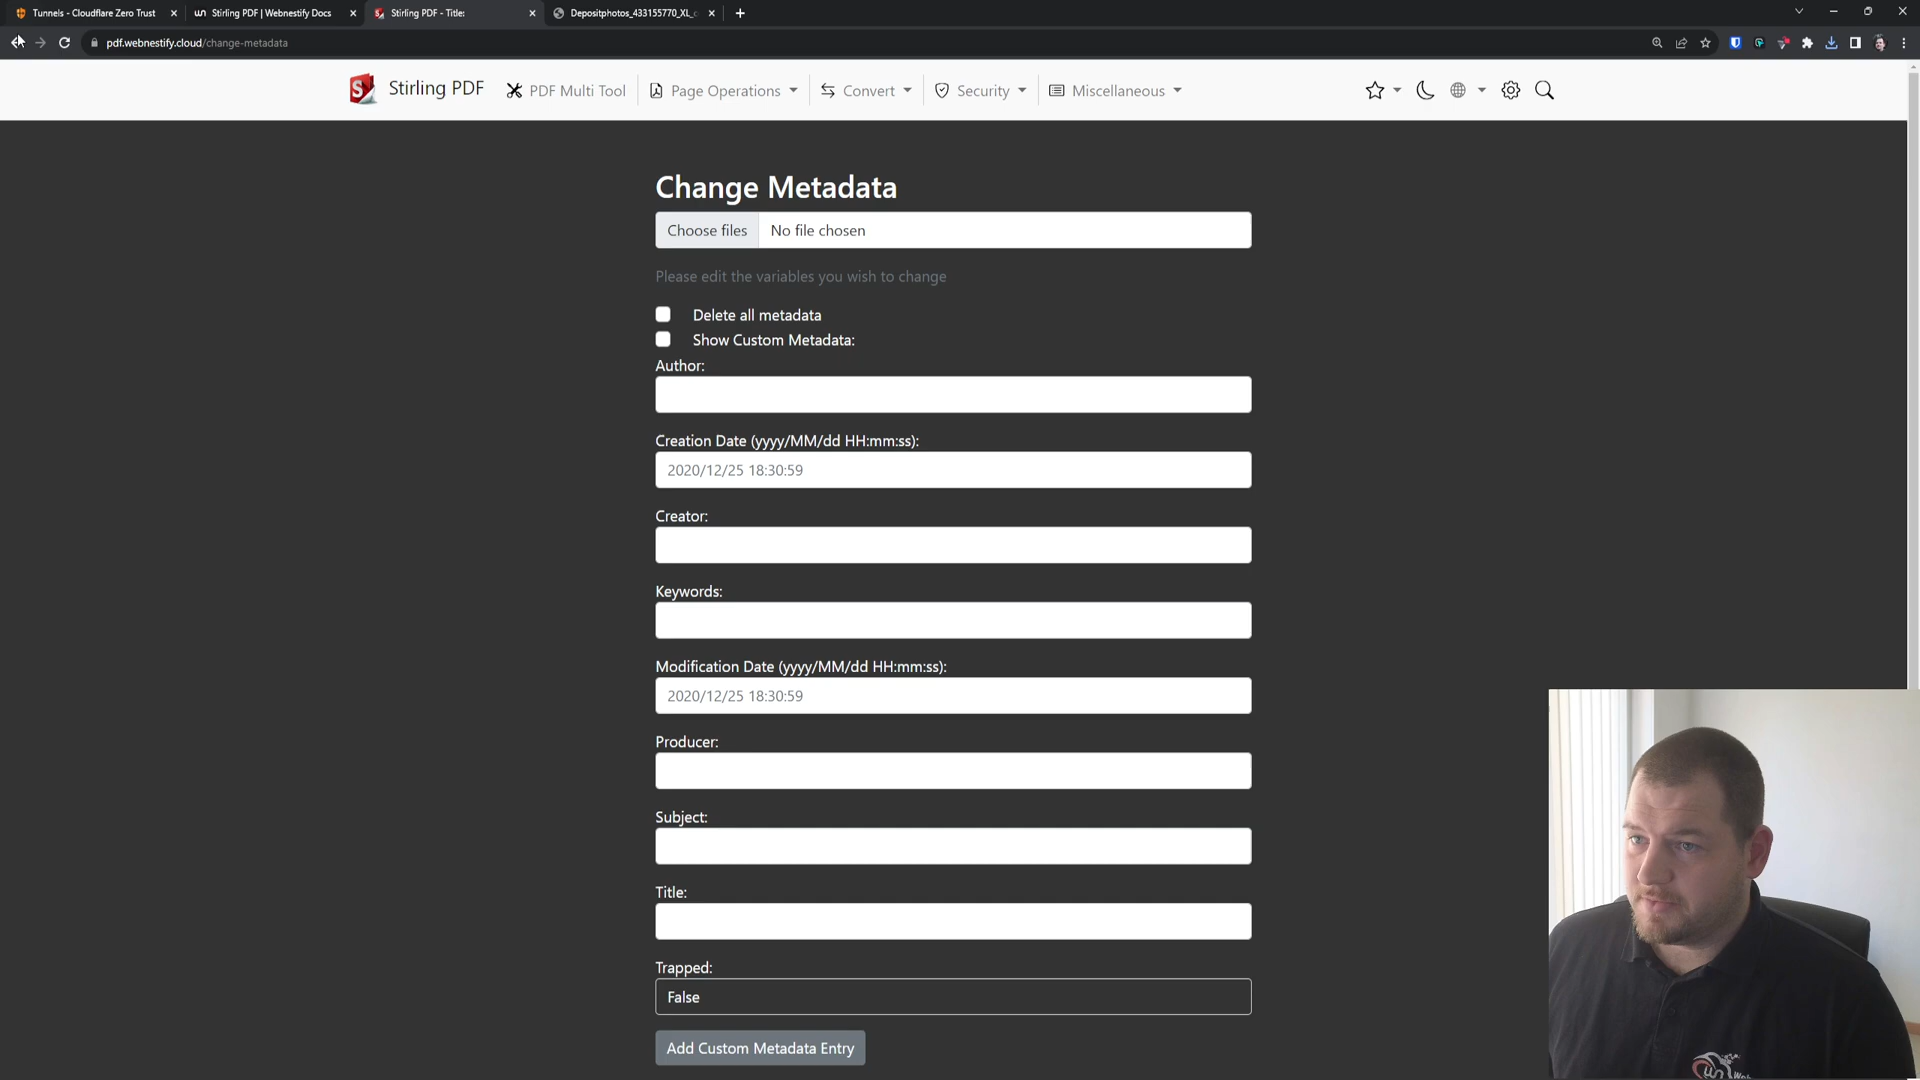 Tunnels - Cloudflare Zero Trust
Stirling PDF | Webnestify Docs
Stirling PDF - Title:
Depositphotos_433155770_XL_c
pdf.webnestify.cloud/change-metadata
Stirling PDF
PDF Multi Tool
Page Operations
Convert
Security
Miscellaneous
Change Metadata
Choose files
No file chosen
Please edit the variables you wish to change
Delete all metadata
Show Custom Metadata:
Author:
Creation Date (yyyy/MM/dd HH:mm:ss):
2020/12/25 18:30:59
Creator:
Keywords:
Modification Date (yyyy/MM/dd HH:mm:ss):
2020/12/25 18:30:59
Producer:
Subject:
Title:
Trapped:
False
Add Custom Metadata Entry